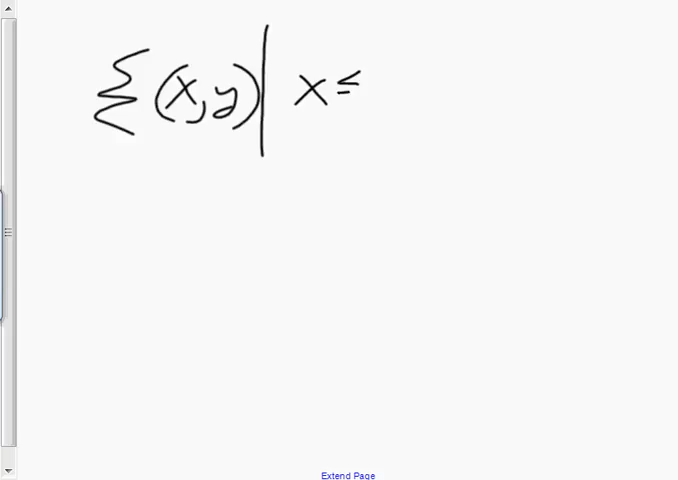 {(x,y)| x ≤
Extend Page